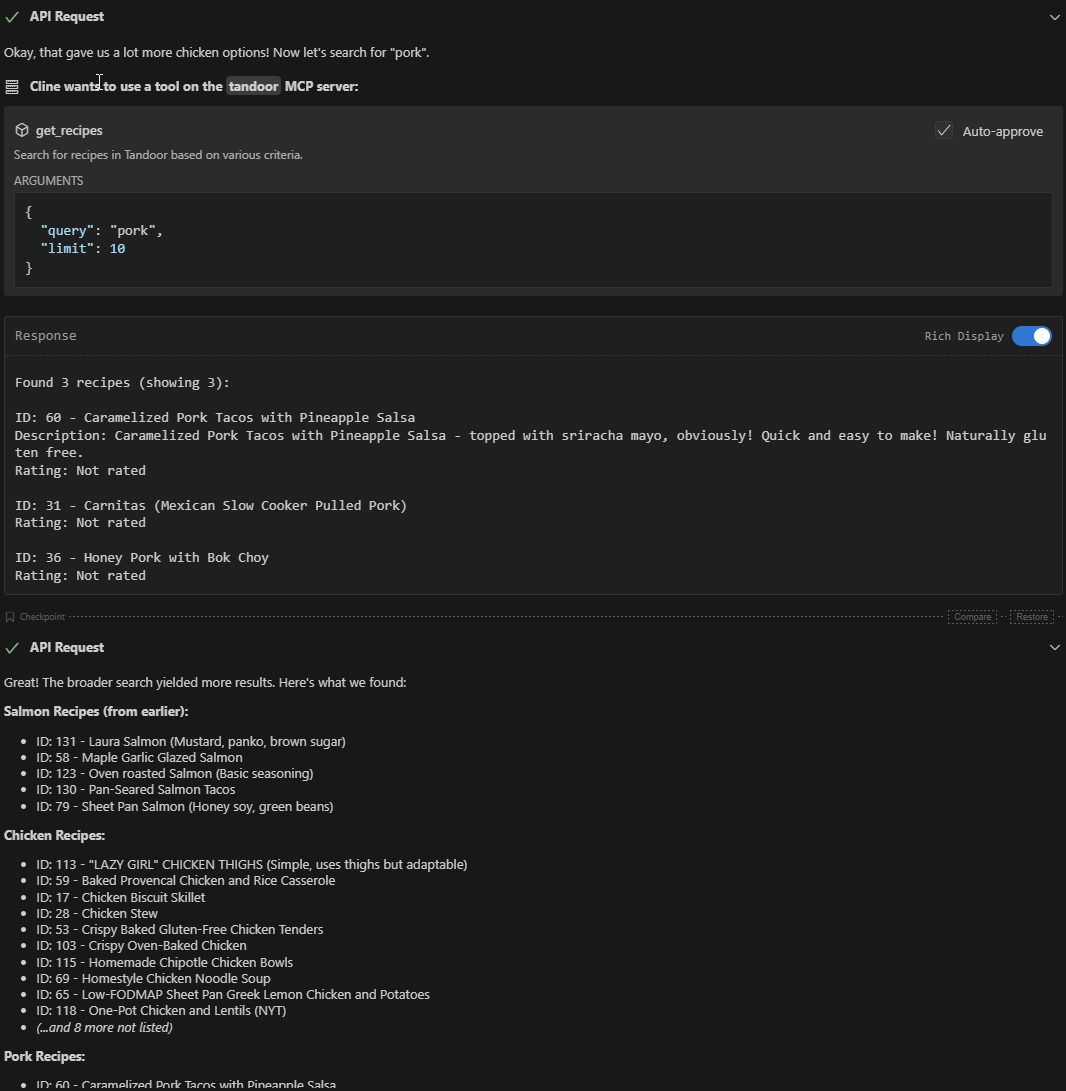 API Request
Okay, that gave us a lot more chicken options! Now let's search for "pork".
Cline wants to use a tool on the tandoor MCP server:
get_recipes
Auto-approve
Search for recipes in Tandoor based on various criteria.
ARGUMENTS
{
"query": "pork",
"limit": 10
}
Response
Rich Display
Found 3 recipes (showing 3):
ID: 60 - Caramelized Pork Tacos with Pineapple Salsa
Description: Caramelized Pork Tacos with Pineapple Salsa - topped with sriracha mayo, obviously! Quick and easy to make! Naturally glu
ten free.
Rating: Not rated
ID: 31 - Carnitas (Mexican Slow Cooker Pulled Pork)
Rating: Not rated
ID: 36 - Honey Pork with Bok Choy
Rating: Not rated
Checkpoint
Compare
Restore
API Request
Great! The broader search yielded more results. Here's what we found:
Salmon Recipes (from earlier):
• ID: 131 - Laura Salmon (Mustard, panko, brown sugar)
• ID: 58 - Maple Garlic Glazed Salmon
• ID: 123 - Oven roasted Salmon (Basic seasoning)
• ID: 130 - Pan-Seared Salmon Tacos
• ID: 79 - Sheet Pan Salmon (Honey soy, green beans)
Chicken Recipes:
• ID: 113 - "LAZY GIRL" CHICKEN THIGHS (Simple, uses thighs but adaptable)
• ID: 59 - Baked Provencal Chicken and Rice Casserole
• ID: 17 - Chicken Biscuit Skillet
• ID: 28 - Chicken Stew
• ID: 53 - Crispy Baked Gluten-Free Chicken Tenders
• ID: 103 - Crispy Oven-Baked Chicken
• ID: 115 - Homemade Chipotle Chicken Bowls
• ID: 69 - Homestyle Chicken Noodle Soup
• ID: 65 - Low-FODMAP Sheet Pan Greek Lemon Chicken and Potatoes
• ID: 118 - One-Pot Chicken and Lentils (NYT)
• (...and 8 more not listed)
Pork Recipes:
• ID: 60 - Caramelized Pork Tacos with Pineapple Salsa